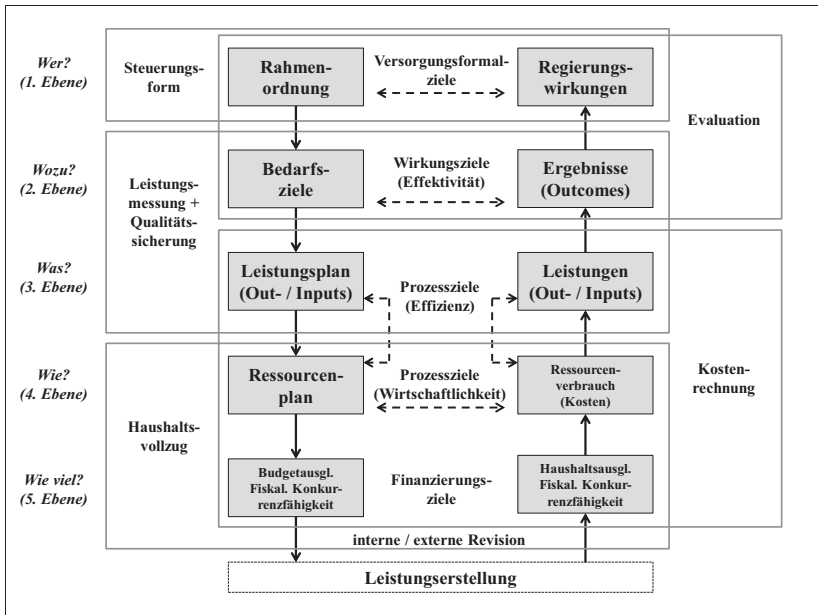 Wer?
(1. Ebene)
Steuerungs-
form
Rahmen-
ordnung
Versorgungsformal-
ziele
Regierungs-
wirkungen
Evaluation
Wozu?
(2. Ebene)
Leistungs-
messung +
Qualitäts-
sicherung
Bedarfs-
ziele
Wirkungsziele
(Effektivität)
Ergebnisse
(Outcomes)
Was?
(3. Ebene)
Leistungsplan
(Out- / Inputs)
Prozessziele
(Effizienz)
Leistungen
(Out- / Inputs)
Wie?
(4. Ebene)
Ressourcen-
plan
Prozessziele
(Wirtschaftlichkeit)
Ressourcen-
verbrauch
(Kosten)
Kosten-
rechnung
Haushalts-
vollzug
Wie viel?
(5. Ebene)
Budgetausgl.
Fiskal. Konkur-
renzfähigkeit
Finanzierungs-
ziele
Haushaltsausgl.
Fiskal. Konkur-
renzfähigkeit
interne / externe Revision
Leistungserstellung